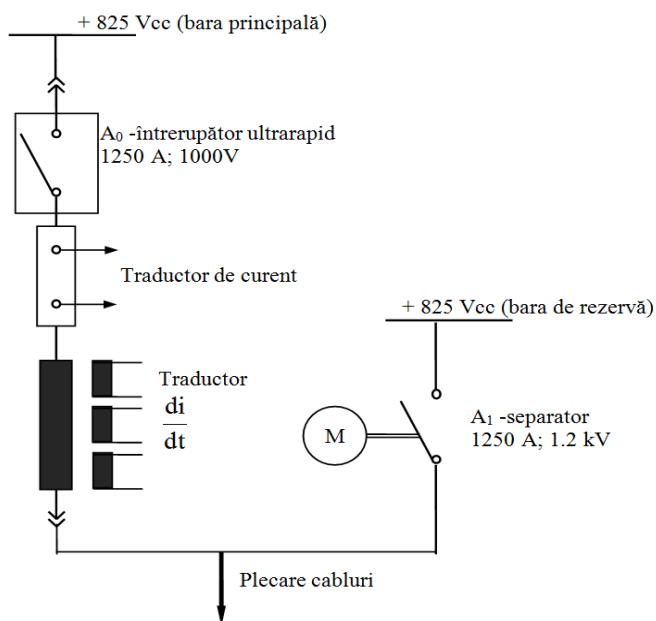 + 825 Vcc (bara principală)
A₀ -întrerupător ultrarapid
1250 A; 1000V
Traductor de curent
+ 825 Vcc (bara de rezervă)
Traductor
di
dt
M
A₁ -separator
1250 A; 1.2 kV
Plecare cabluri